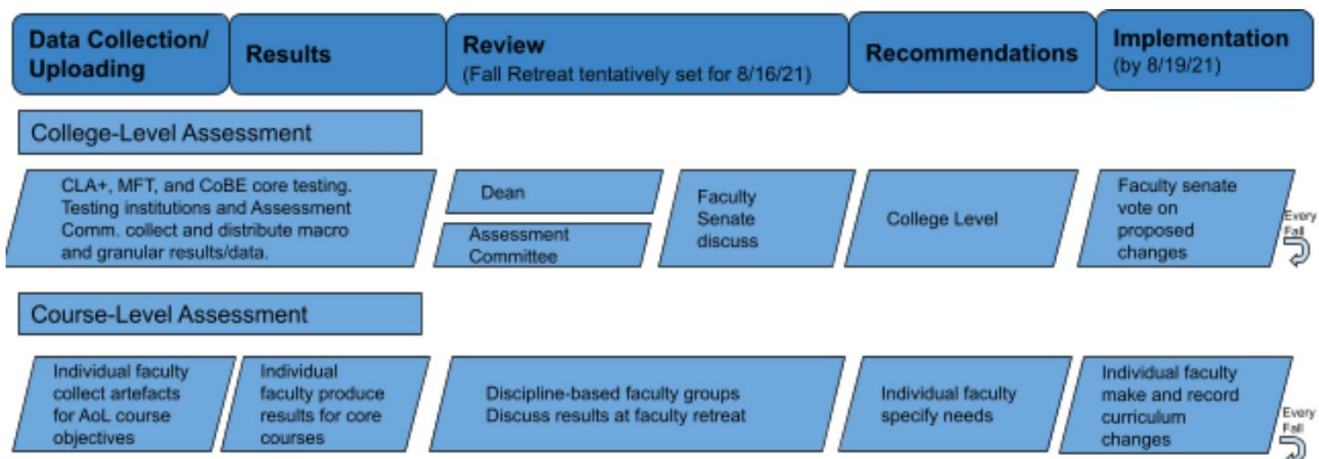 Data Collection/
Uploading
Results
Review
(Fall Retreat tentatively set for 8/16/21)
Recommendations
Implementation
(by 8/19/21)
College-Level Assessment
CLA+, MFT, and CoBE core testing.
Testing institutions and Assessment
Comm. collect and distribute macro
and granular results/data.
Dean
Assessment
Committee
Faculty
Senate
discuss
College Level
Faculty senate
vote on
proposed
changes
Every
Fall
Course-Level Assessment
Individual faculty
collect artefacts
for AoL course
objectives
Individual
faculty produce
results for core
courses
Discipline-based faculty groups
Discuss results at faculty retreat
Individual faculty
specify needs
Individual faculty
make and record
curriculum
changes
Every
Fall